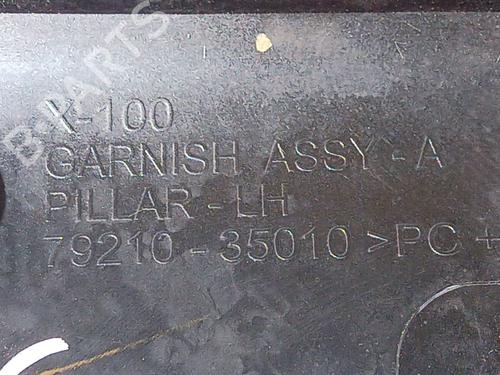 X-100
GARNISH ASSY-A
PILLAR-LH
79210-35010 >PC+
B-PARTS